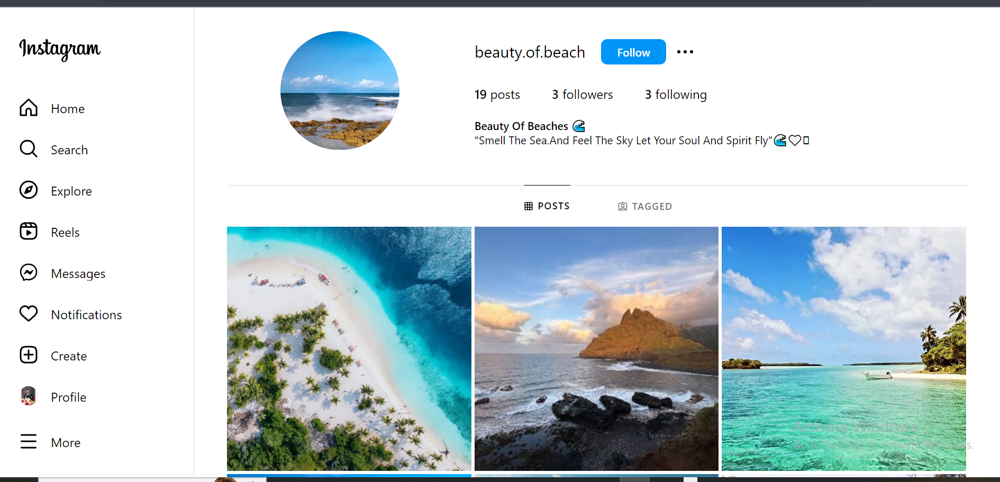 Instagram
Home
Search
Explore
Reels
Messages
Notifications
Create
Profile
More
beauty.of.beach Follow
19 posts 3 followers 3 following
Beauty Of Beaches 🌊
"Smell The Sea.And Feel The Sky Let Your Soul And Spirit Fly"🌊♡▯
POSTS TAGGED
Activate Windows
Go to Settings to activate Windows.